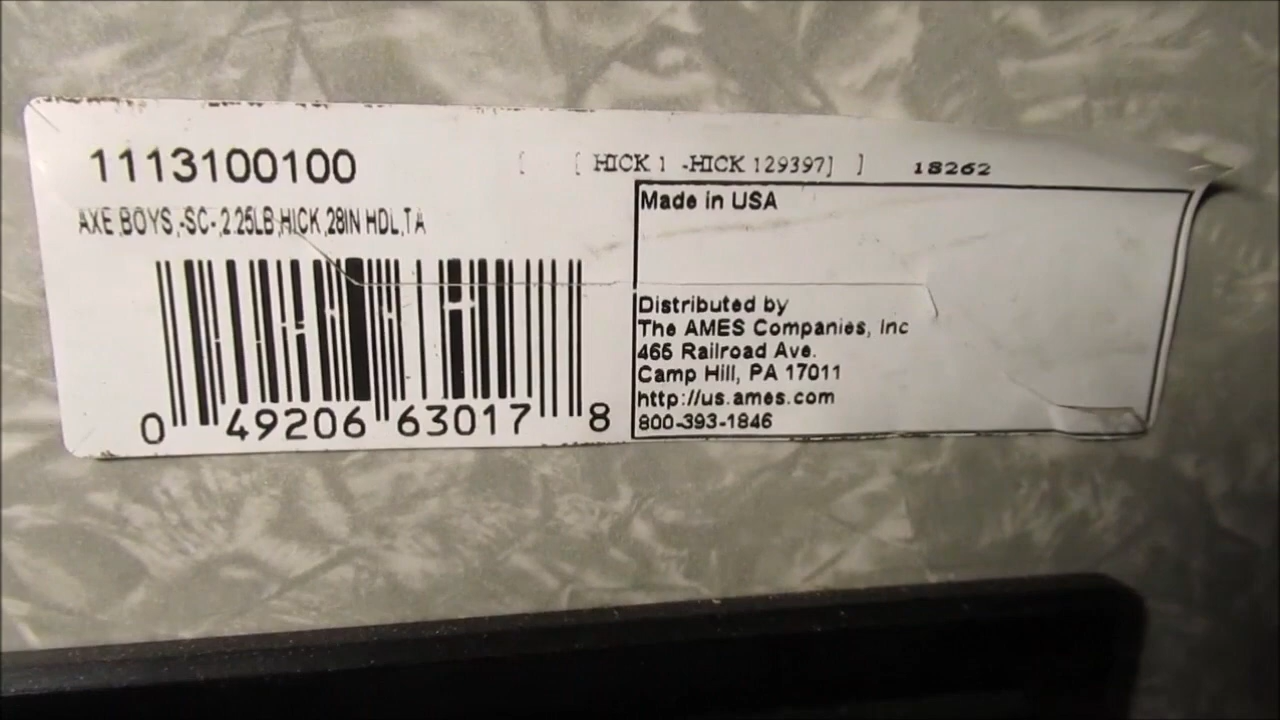 1113100100
[ [ HICK 1 -HICK 129397] ] 18262
AXE,BOYS,-SC-,2.25LB,HICK,28IN HDL,TA
Made in USA
Distributed by
The AMES Companies, Inc
465 Railroad Ave.
Camp Hill, PA 17011
http://us.ames.com
800-393-1846
0 49206 63017 8